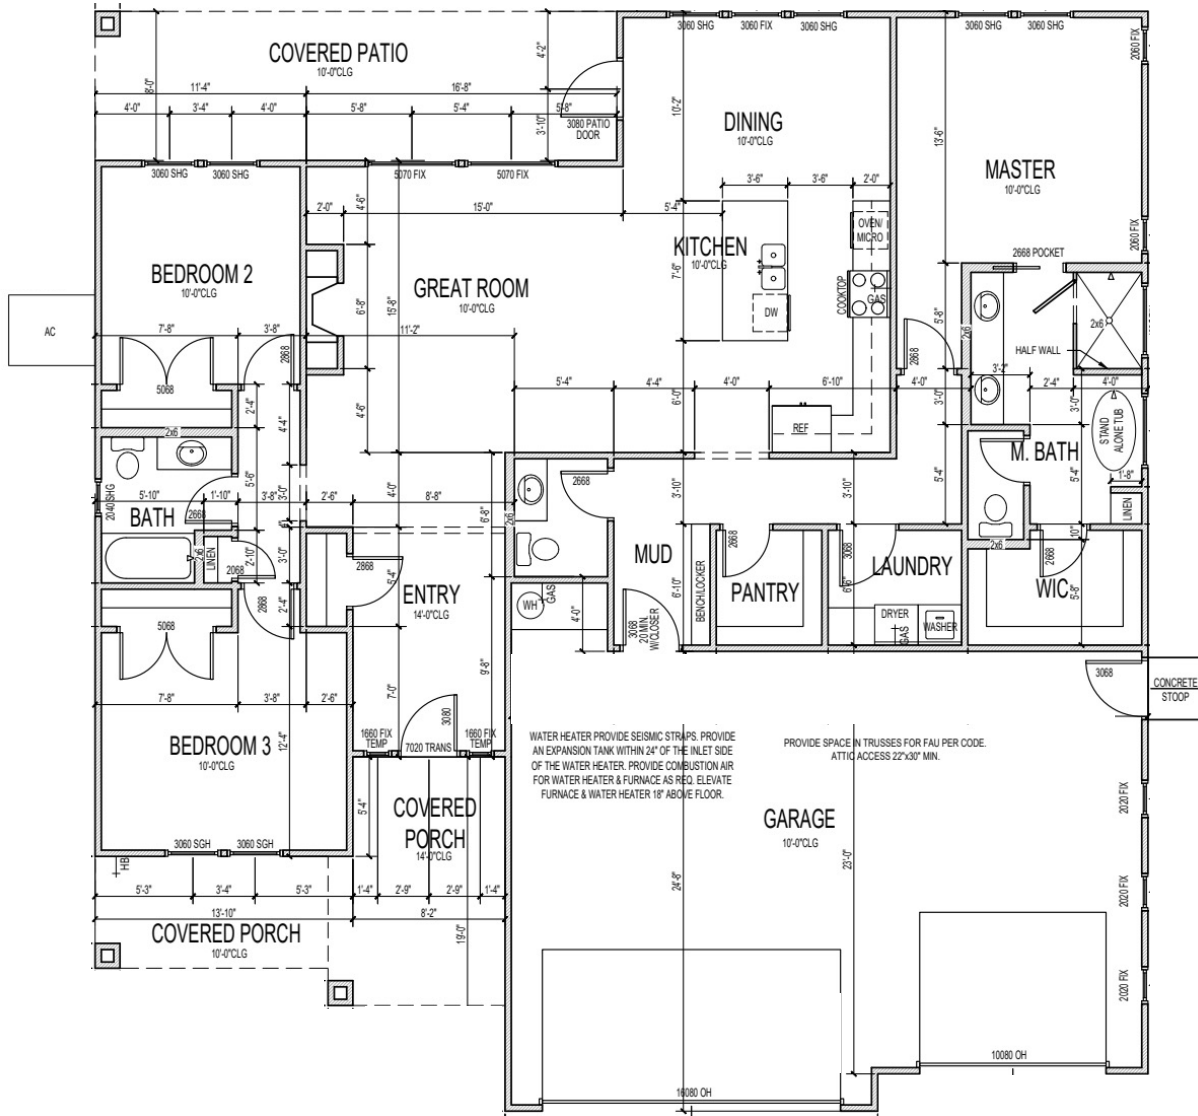 3060 SHG
3060 FIX
3060 SHG
3060 SHG
3060 SHG
2060 FIX
COVERED PATIO
10'-0"CLG
8'-0"
4'-2"
11'-4"
16'-8"
4'-0"
3'-4"
4'-0"
5'-8"
5'-4"
5'-8"
3'-10"
3080 PATIO
DOOR
10'-2"
DINING
10'-0"CLG
13'-6"
MASTER
10'-0"CLG
3060 SHG
3060 SHG
5070 FIX
5070 FIX
3'-6"
3'-6"
2'-0"
4'-6"
2'-0"
15'-0"
5'-4"
OVEN/
MICRO
2060 FIX
KITCHEN
10'-0"CLG
7'-6"
2668 POCKET
BEDROOM 2
10'-0"CLG
GREAT ROOM
10'-0"CLG
COOKTOP
GAS
DW
AC
6'-8"
15'-8"
7'-8"
3'-8"
11'-2"
5'-8"
2x6
2x6
HALF WALL
2868
2868
5068
5'-4"
4'-4"
4'-0"
6'-10"
4'-0"
3'-2"
2'-4"
4'-0"
2'-4"
4'-4"
4'-6"
6'-0"
3'-0"
3'-0"
REF
STAND
ALONE TUB
2x6
M. BATH
10'-0"CLG
2040 SHG
5'-6"
3'-0"
4'-0"
6'-8"
2668
3'-10"
3'-10"
5'-4"
5'-4"
1'-8"
5'-10"
1'-10"
3'-8"
2'-6"
8'-8"
BATH
2668
2x6
LINEN
2x6
LINEN
2'-10"
3'-0"
2068
2868
5'-4"
MUD
2668
3068
LAUNDRY
2x6
10"
2668
ENTRY
14'-0"CLG
GAS
WH
6'-10"
BENCH/LOCKER
PANTRY
6'-6"
WIC
5'-8"
2868
2'-4"
4'-0"
DRYER
GAS
WASHER
5068
3068
20 MIN.
W/CLOSER
9'-8"
3068
CONCRETE
STOOP
7'-8"
3'-8"
2'-6"
7'-0"
3080
BEDROOM 3
10'-0"CLG
12'-4"
1660 FIX
TEMP
7020 TRANS
1660 FIX
TEMP
WATER HEATER PROVIDE SEISMIC STRAPS. PROVIDE
AN EXPANSION TANK WITHIN 24" OF THE INLET SIDE
OF THE WATER HEATER. PROVIDE COMBUSTION AIR
FOR WATER HEATER & FURNACE AS REQ. ELEVATE
FURNACE & WATER HEATER 18" ABOVE FLOOR.
PROVIDE SPACE IN TRUSSES FOR FAU PER CODE.
ATTIC ACCESS 22"x30" MIN.
2020 FIX
5'-4"
COVERED
PORCH
14'-0"CLG
GARAGE
10'-0"CLG
3060 SGH
3060 SGH
HB
23'-0"
24'-8"
2020 FIX
5'-3"
3'-4"
5'-3"
1'-4"
2'-9"
2'-9"
1'-4"
13'-10"
8'-2"
COVERED PORCH
10'-0"CLG
19'-0"
2020 FIX
10080 OH
16080 OH